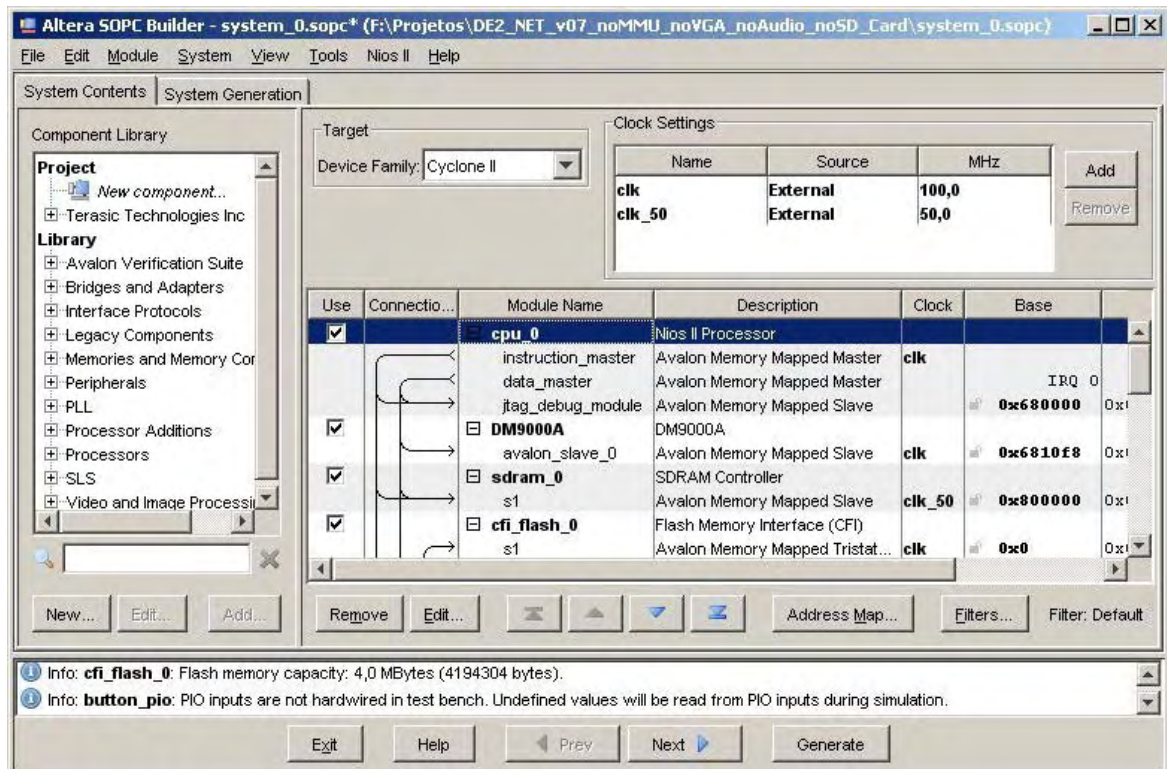 Altera SOPC Builder - system_0.sopc* (F:\Projetos\DE2_NET_v07_noMMU_noVGA_noAudio_noSD_Card\system_0.sopc)
File Edit Module System View Tools Nios II Help
System Contents System Generation
Component Library
Project
New component...
Terasic Technologies Inc
Library
Avalon Verification Suite
Bridges and Adapters
Interface Protocols
Legacy Components
Memories and Memory Cor
Peripherals
PLL
Processor Additions
Processors
SLS
Video and Image Processi
New... Edit... Add...
Target
Device Family: Cyclone II
Clock Settings
Name Source MHz
clk External 100,0
clk_50 External 50,0
Add
Remove
Use Connectio... Module Name Description Clock Base
cpu_0 Nios II Processor
instruction_master Avalon Memory Mapped Master clk
data_master Avalon Memory Mapped Master IRQ 0
jtag_debug_module Avalon Memory Mapped Slave 0x680000
DM9000A DM9000A
avalon_slave_0 Avalon Memory Mapped Slave clk 0x6810f8
sdram_0 SDRAM Controller
s1 Avalon Memory Mapped Slave clk_50 0x800000
cfi_flash_0 Flash Memory Interface (CFI)
s1 Avalon Memory Mapped Tristat... clk 0x0
Remove Edit... Address Map... Filters... Filter: Default
Info: cfi_flash_0: Flash memory capacity: 4,0 MBytes (4194304 bytes).
Info: button_pio: PIO inputs are not hardwired in test bench. Undefined values will be read from PIO inputs during simulation.
Exit Help Prev Next Generate